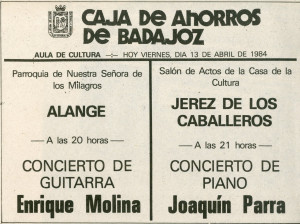 CAJA DE AHORROS
DE BADAJOZ
AULA DE CULTURA -:- HOY VIERNES, DIA 13 DE ABRIL DE 1984
Parroquia de Nuestra Señora de
los Milagros
ALANGE
— A las 20 horas —
CONCIERTO DE
GUITARRA
Enrique Molina
Salón de Actos de la Casa de la
Cultura
JEREZ DE LOS
CABALLEROS
— A las 21 horas —
CONCIERTO DE
PIANO
Joaquín Parra